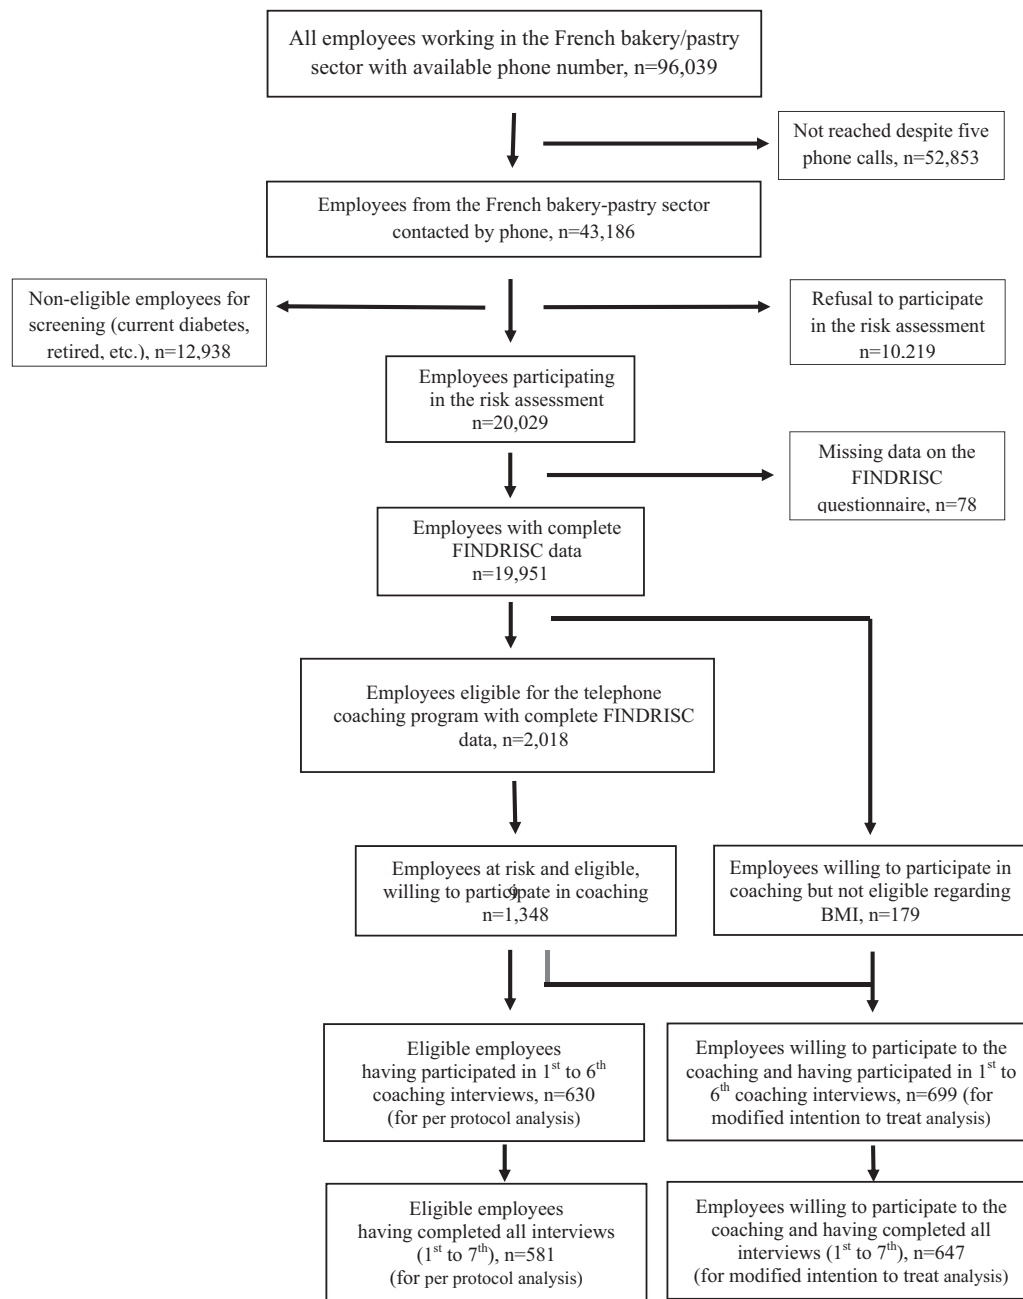 All employees working in the French bakery/pastry
sector with available phone number, n=96,039
Not reached despite five
phone calls, n=52,853
Employees from the French bakery-pastry sector
contacted by phone, n=43,186
Non-eligible employees for
screening (current diabetes,
retired, etc.), n=12,938
Refusal to participate
in the risk assessment
n=10.219
Employees participating
in the risk assessment
n=20,029
Missing data on the
FINDRISC
questionnaire, n=78
Employees with complete
FINDRISC data
n=19,951
Employees eligible for the telephone
coaching program with complete FINDRISC
data, n=2,018
Employees at risk and eligible,
willing to participate in coaching
9
n=1,348
Employees willing to participate in
coaching but not eligible regarding
BMI, n=179
Eligible employees
having participated in 1st to 6th
coaching interviews, n=630
(for per protocol analysis)
Employees willing to participate to the
coaching and having participated in 1st to
6th coaching interviews, n=699 (for
modified intention to treat analysis)
Eligible employees
having completed all interviews
(1st to 7th), n=581
(for per protocol analysis)
Employees willing to participate to the
coaching and having completed all
interviews (1st to 7th), n=647
(for modified intention to treat analysis)